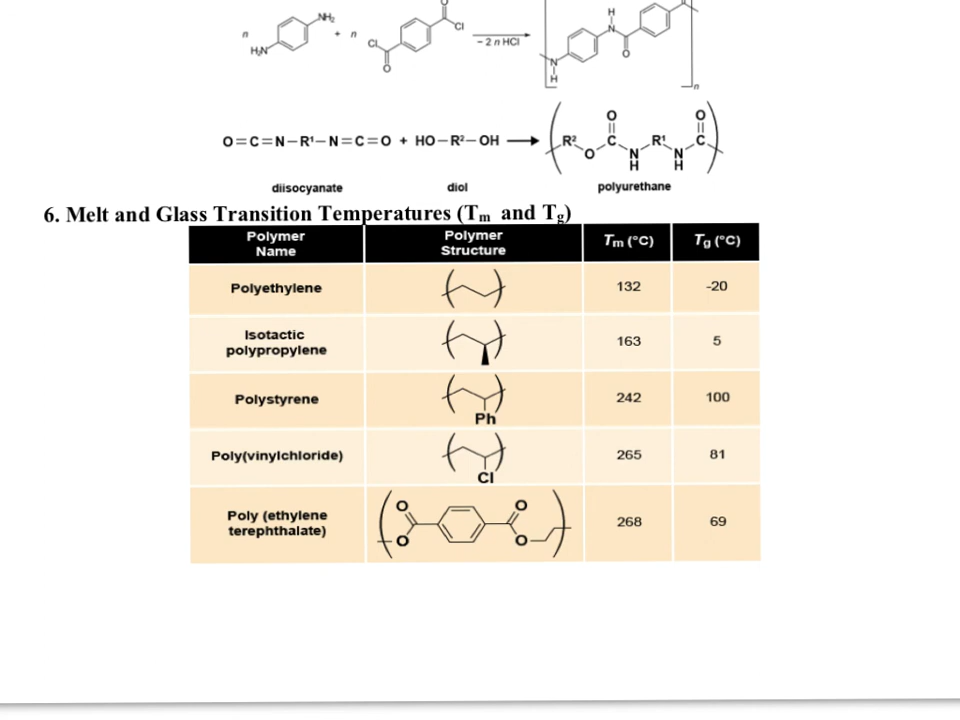 NH₂
O
n
+ n
Cl
H₂N
Cl
O
– 2 n HCl
H
N
O
N
H
n
O=C=N–R¹–N=C=O + HO–R²–OH
R² O C O N H R¹ N H C O
diisocyanate diol polyurethane
6. Melt and Glass Transition Temperatures (Tm and Tg)
Polymer Name Polymer Structure Tm (°C) Tg (°C)
Polyethylene 132 -20
Isotactic polypropylene 163 5
Polystyrene Ph 242 100
Poly(vinylchloride) Cl 265 81
Poly (ethylene terephthalate) O O O O 268 69